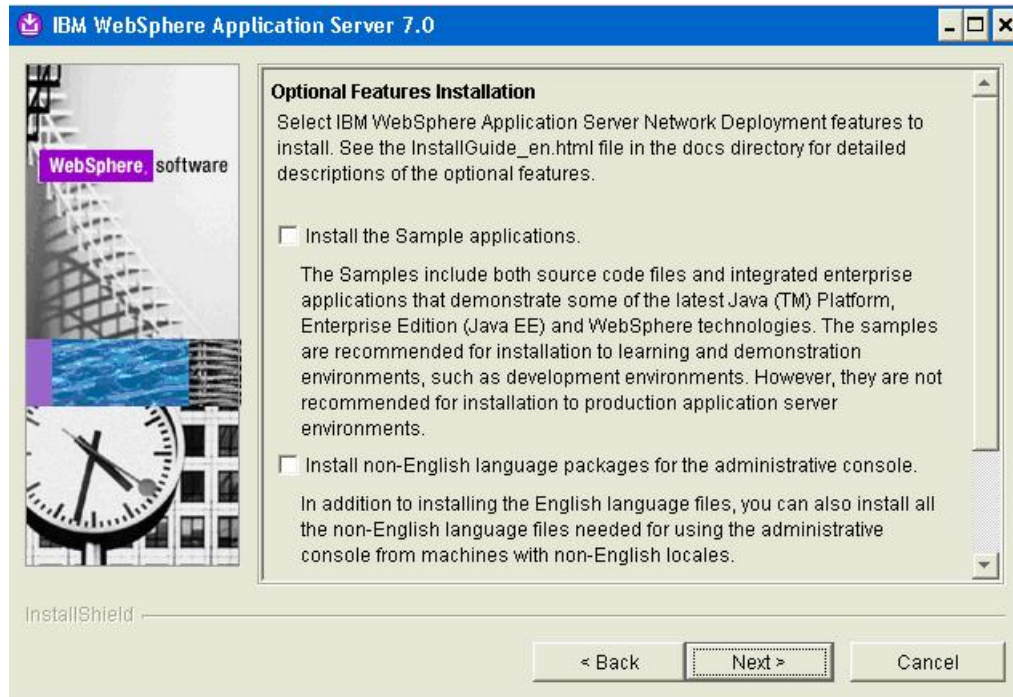 IBM WebSphere Application Server 7.0
WebSphere. software
Optional Features Installation
Select IBM WebSphere Application Server Network Deployment features to
install. See the InstallGuide_en.html file in the docs directory for detailed
descriptions of the optional features.
Install the Sample applications.
The Samples include both source code files and integrated enterprise
applications that demonstrate some of the latest Java (TM) Platform,
Enterprise Edition (Java EE) and WebSphere technologies. The samples
are recommended for installation to learning and demonstration
environments, such as development environments. However, they are not
recommended for installation to production application server
environments.
Install non-English language packages for the administrative console.
In addition to installing the English language files, you can also install all
the non-English language files needed for using the administrative
console from machines with non-English locales.
InstallShield
< Back
Next >
Cancel